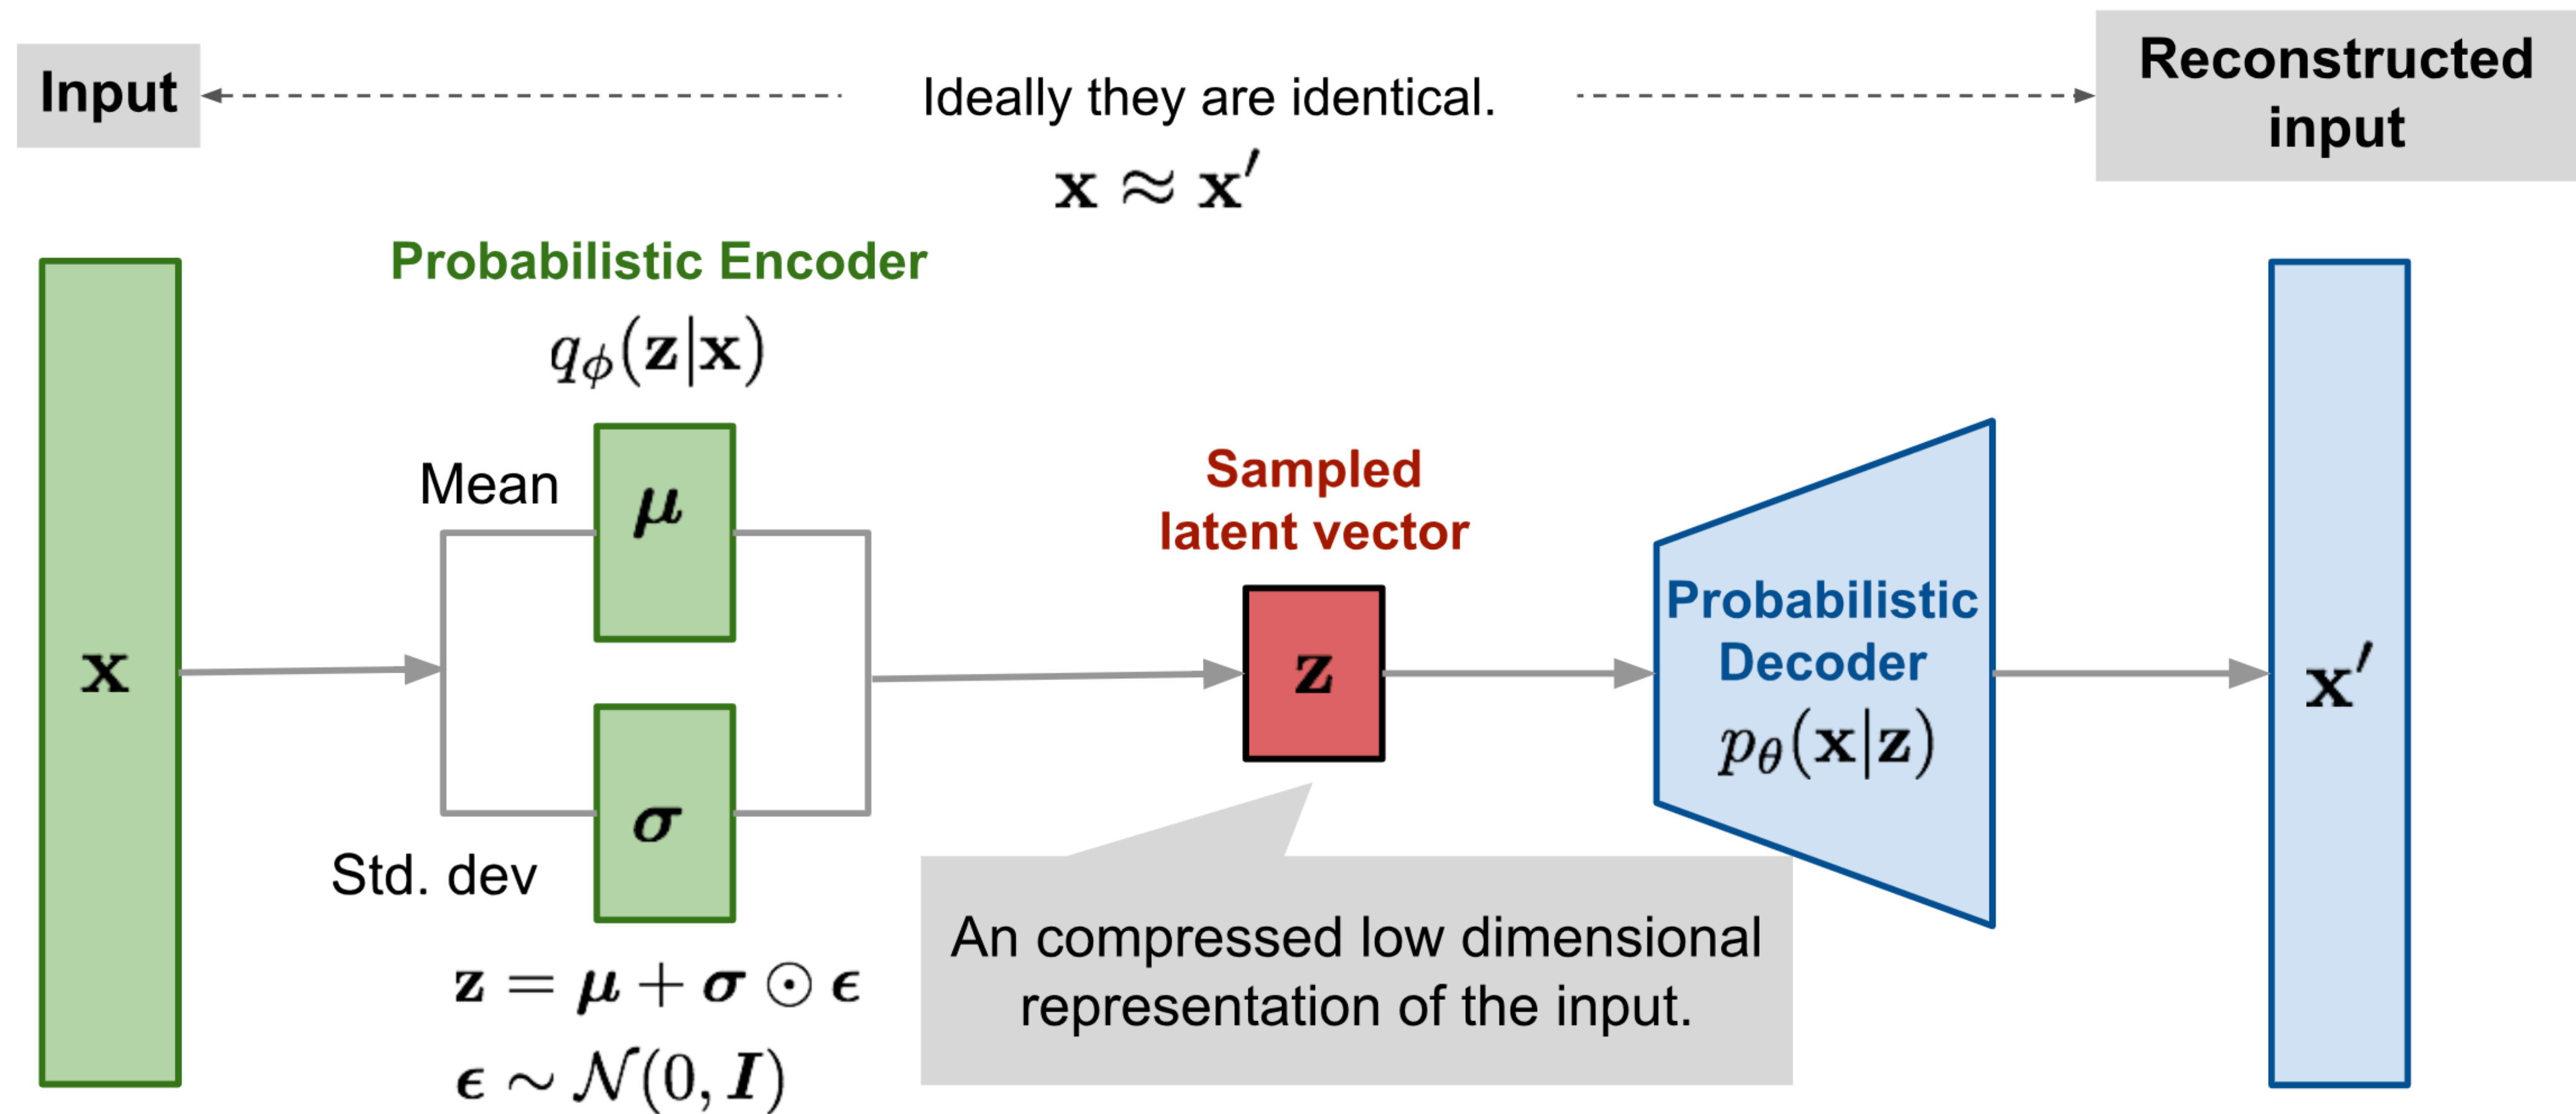 Input
Ideally they are identical.
x ≈ x′
Reconstructed
input
Probabilistic Encoder
q_ϕ(z|x)
Mean
μ
Std. dev
σ
z = μ + σ ⊙ ϵ
ϵ ∼ 𝒩(0, I)
x
Sampled
latent vector
z
An compressed low dimensional
representation of the input.
Probabilistic
Decoder
p_θ(x|z)
x′